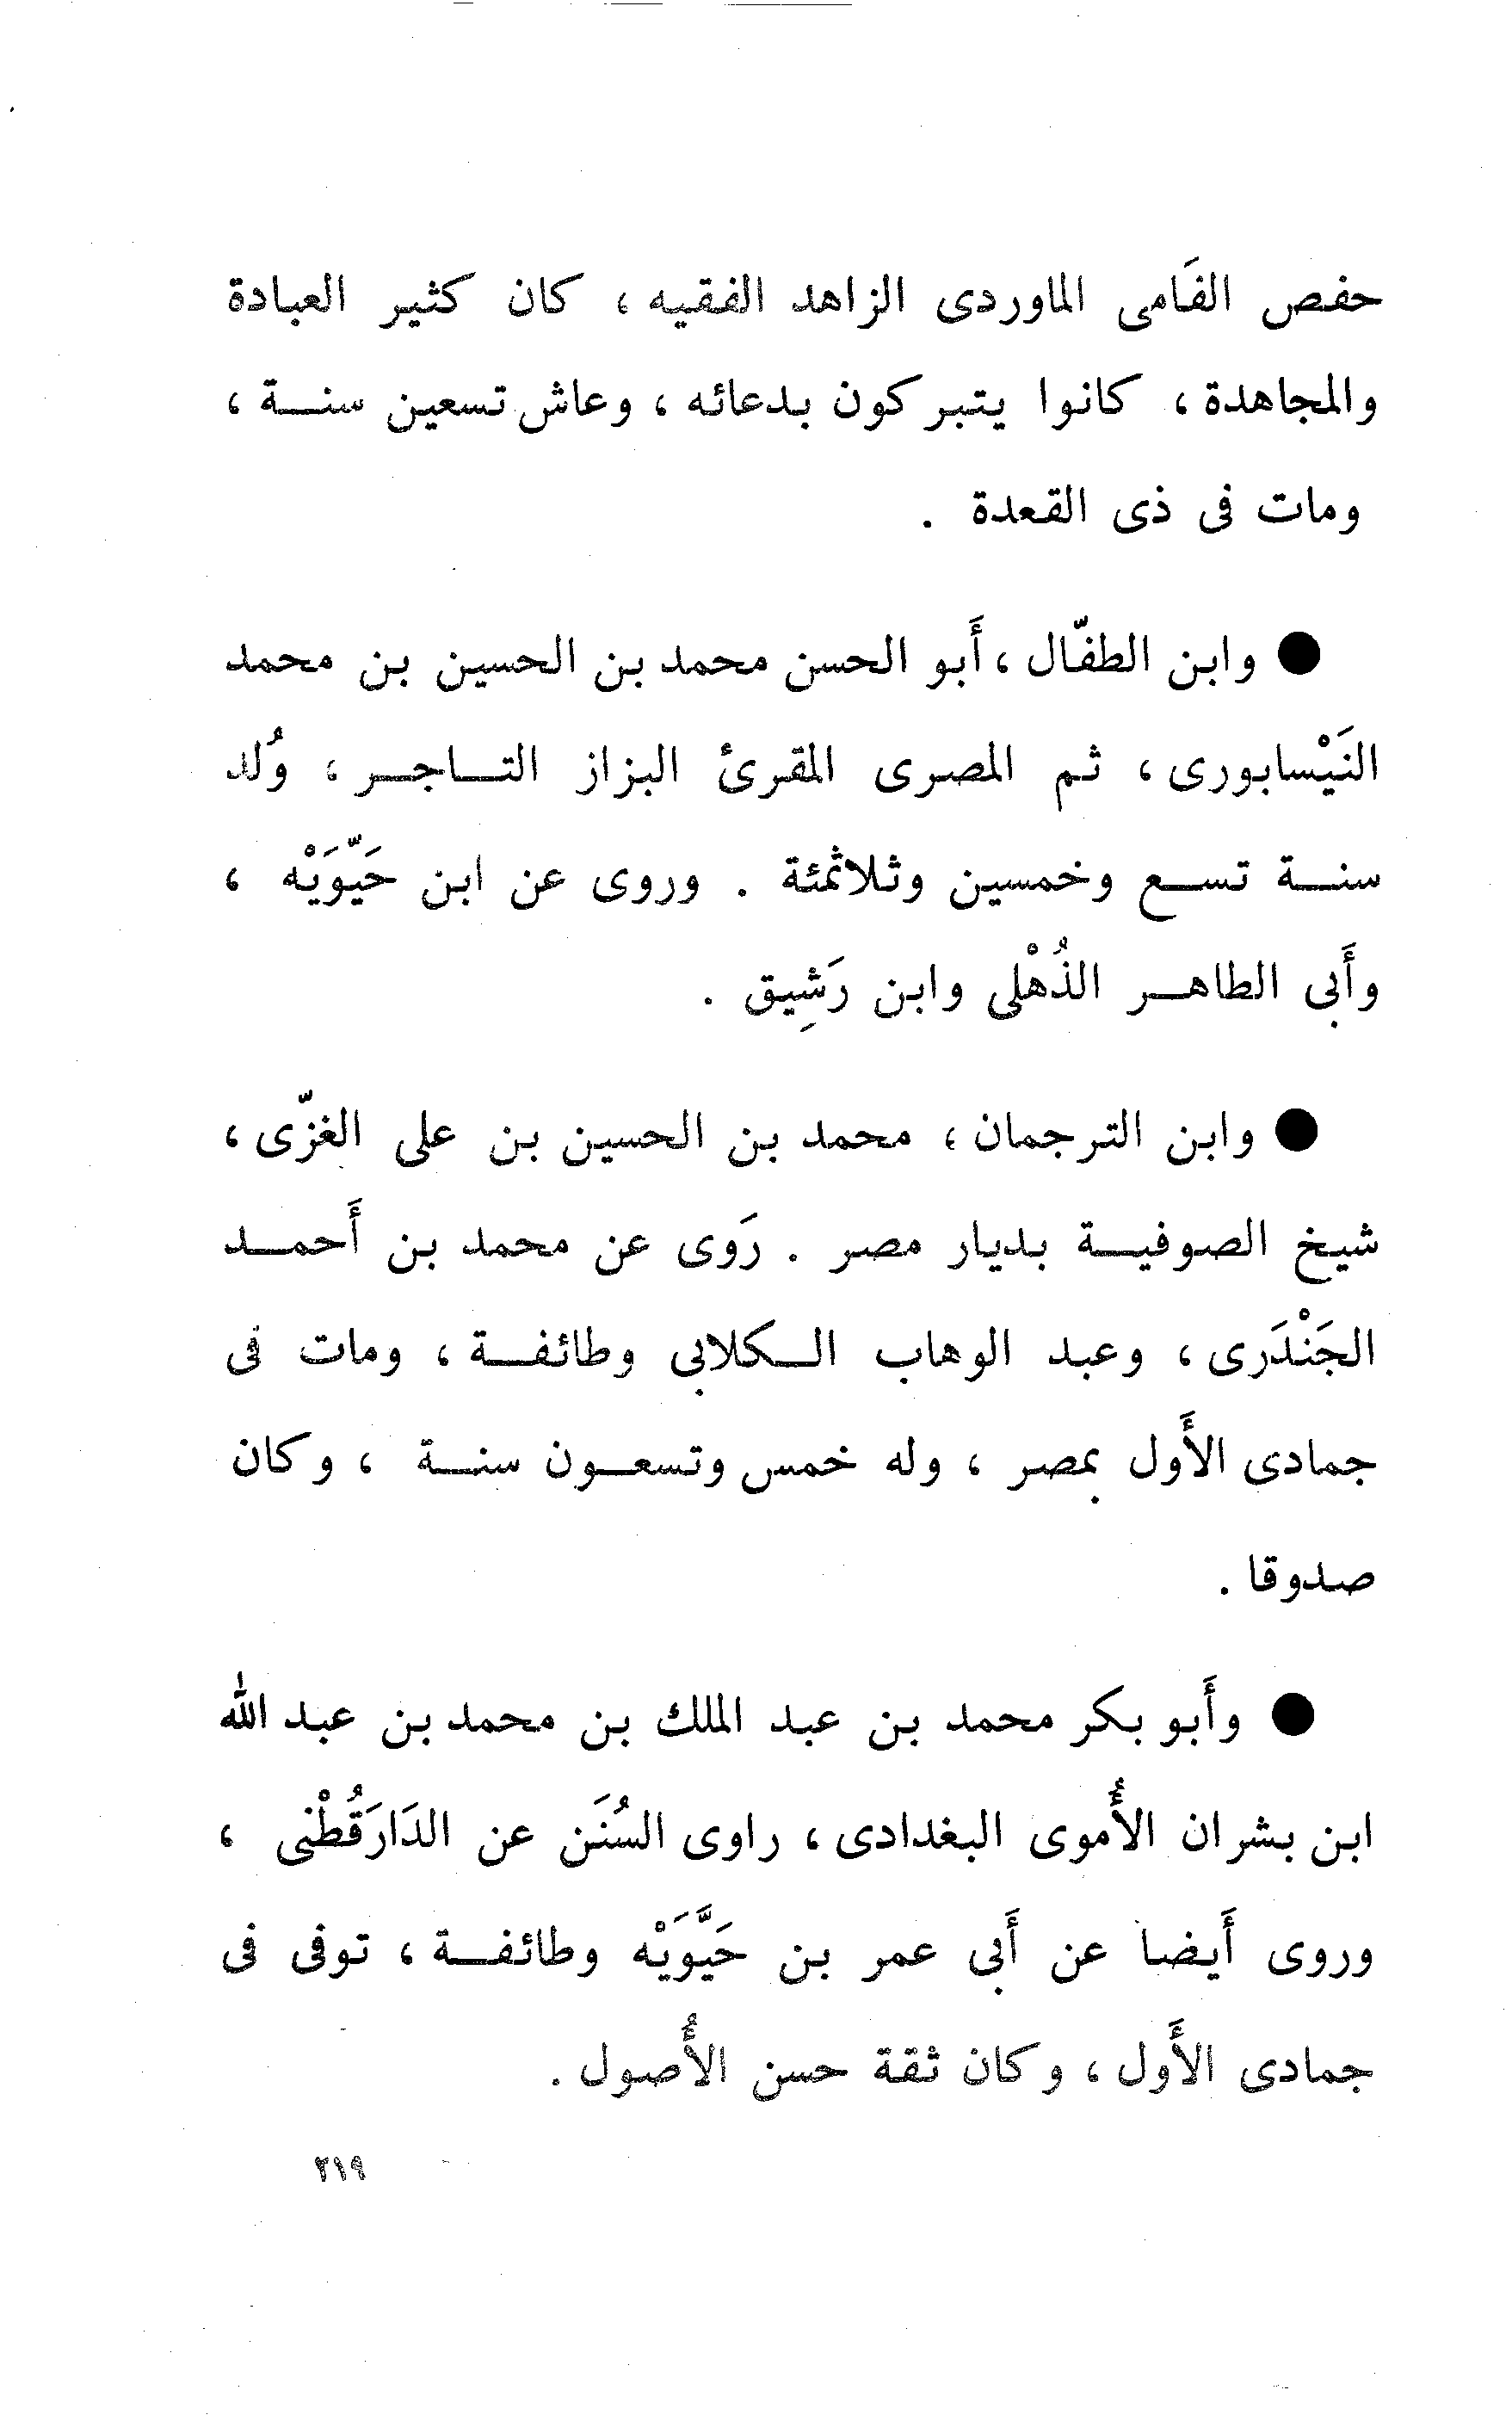 حفص الفَامى الماوردى الزاهد الفقيه ، كان كثير العبادة
والمجاهدة ، كانوا يتبركون بدعائه ، وعاش تسعين سنة ،
ومات فى ذى القعدة .
● وابن الطفّال ، أَبو الحسن محمد بن الحسين بن محمد
النَيْسابورى ، ثم المصرى المقرئ البزاز التاجر ، وُلد
سنة تسع وخمسين وثلاثمئة . وروى عن ابن حَيّوَيْه ،
وأَبى الطاهر الذُهْلى وابن رَشِيق .
● وابن الترجمان ، محمد بن الحسين بن على الغزّى ،
شيخ الصوفية بديار مصر . رَوى عن محمد بن أَحمد
الجَنْدَرى ، وعبد الوهاب الكلابى وطائفة ، ومات فى
جمادى الأَول بمصر ، وله خمس وتسعون سنة ، وكان
صدوقا .
● وأَبو بكر محمد بن عبد الملك بن محمد بن عبد الله
ابن بشران الأُموى البغدادى ، راوى السُنَن عن الدَارَقُطْنى ،
وروى أَيضا عن أَبى عمر بن حَيَّوَيْه وطائفة ، توفى فى
جمادى الأَول ، وكان ثقة حسن الأُصول .
٢١٩